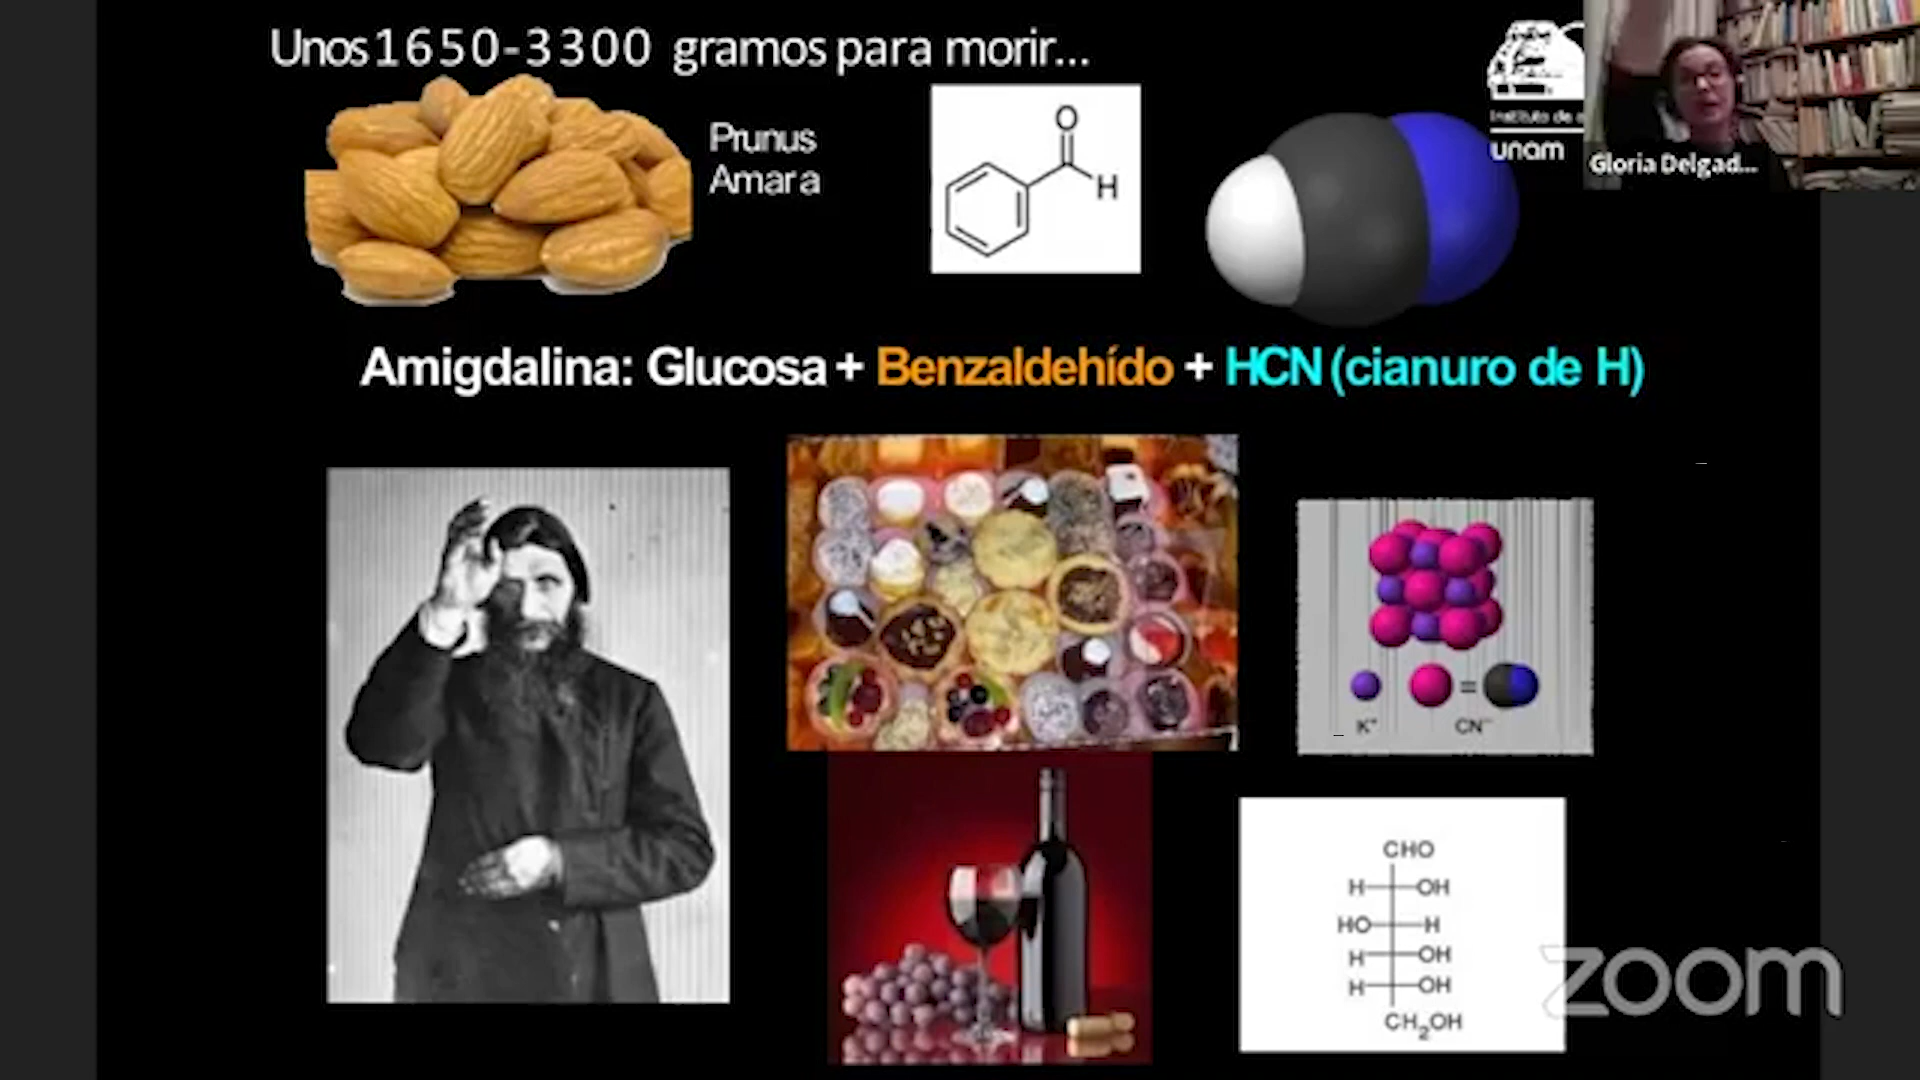 Unos 1650-3300 gramos para morir...
Prunus
Amara
O
H
unam
Gloria Delgad...
Amigdalina: Glucosa + Benzaldehído + HCN (cianuro de H)
=
K⁺
CN⁻
CHO
H OH
HO H
H OH
H OH
CH₂OH
zoom